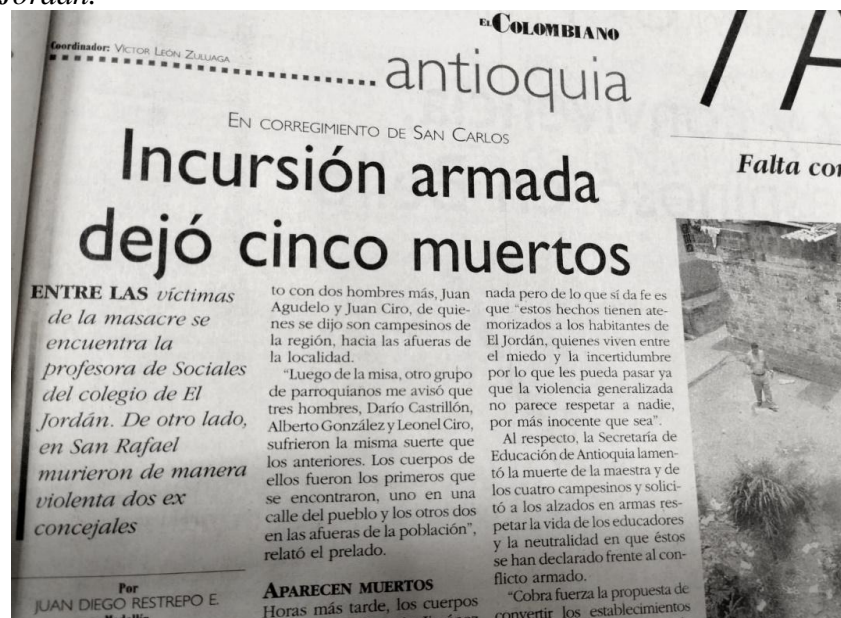 Jordán.
EL COLOMBIANO
Coordinador: VÍCTOR LEÓN ZULUAGA
antioquia
EN CORREGIMIENTO DE SAN CARLOS
Incursión armada
dejó cinco muertos
ENTRE LAS víctimas
de la masacre se
encuentra la
profesora de Sociales
del colegio de El
Jordán. De otro lado,
en San Rafael
murieron de manera
violenta dos ex
concejales
Por
JUAN DIEGO RESTREPO E.
Medellín
to con dos hombres más, Juan
Agudelo y Juan Ciro, de quie-
nes se dijo son campesinos de
la región, hacia las afueras de
la localidad.
"Luego de la misa, otro grupo
de parroquianos me avisó que
tres hombres, Darío Castrillón,
Alberto González y Leonel Ciro,
sufrieron la misma suerte que
los anteriores. Los cuerpos de
ellos fueron los primeros que
se encontraron, uno en una
calle del pueblo y los otros dos
en las afueras de la población",
relató el prelado.
APARECEN MUERTOS
Horas más tarde, los cuerpos
nada pero de lo que sí da fe es
que "estos hechos tienen ate-
morizados a los habitantes de
El Jordán, quienes viven entre
el miedo y la incertidumbre
por lo que les pueda pasar ya
que la violencia generalizada
no parece respetar a nadie,
por más inocente que sea".
Al respecto, la Secretaría de
Educación de Antioquia lamen-
tó la muerte de la maestra y de
los cuatro campesinos y solici-
tó a los alzados en armas res-
petar la vida de los educadores
y la neutralidad en que éstos
se han declarado frente al con-
flicto armado.
"Cobra fuerza la propuesta de
convertir los establecimientos
Falta co